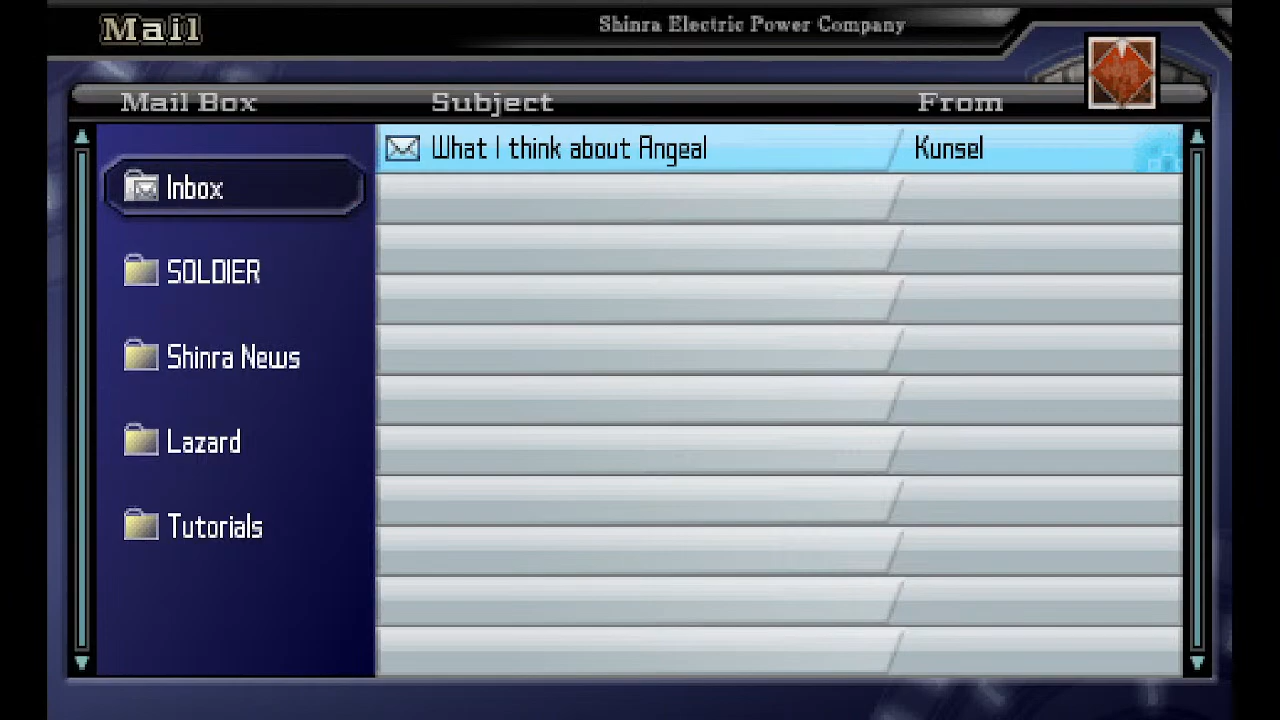 Mail
Shinra Electric Power Company
Mail Box
Subject
From
What I think about Angeal
Kunsel
Inbox
SOLDIER
Shinra News
Lazard
Tutorials